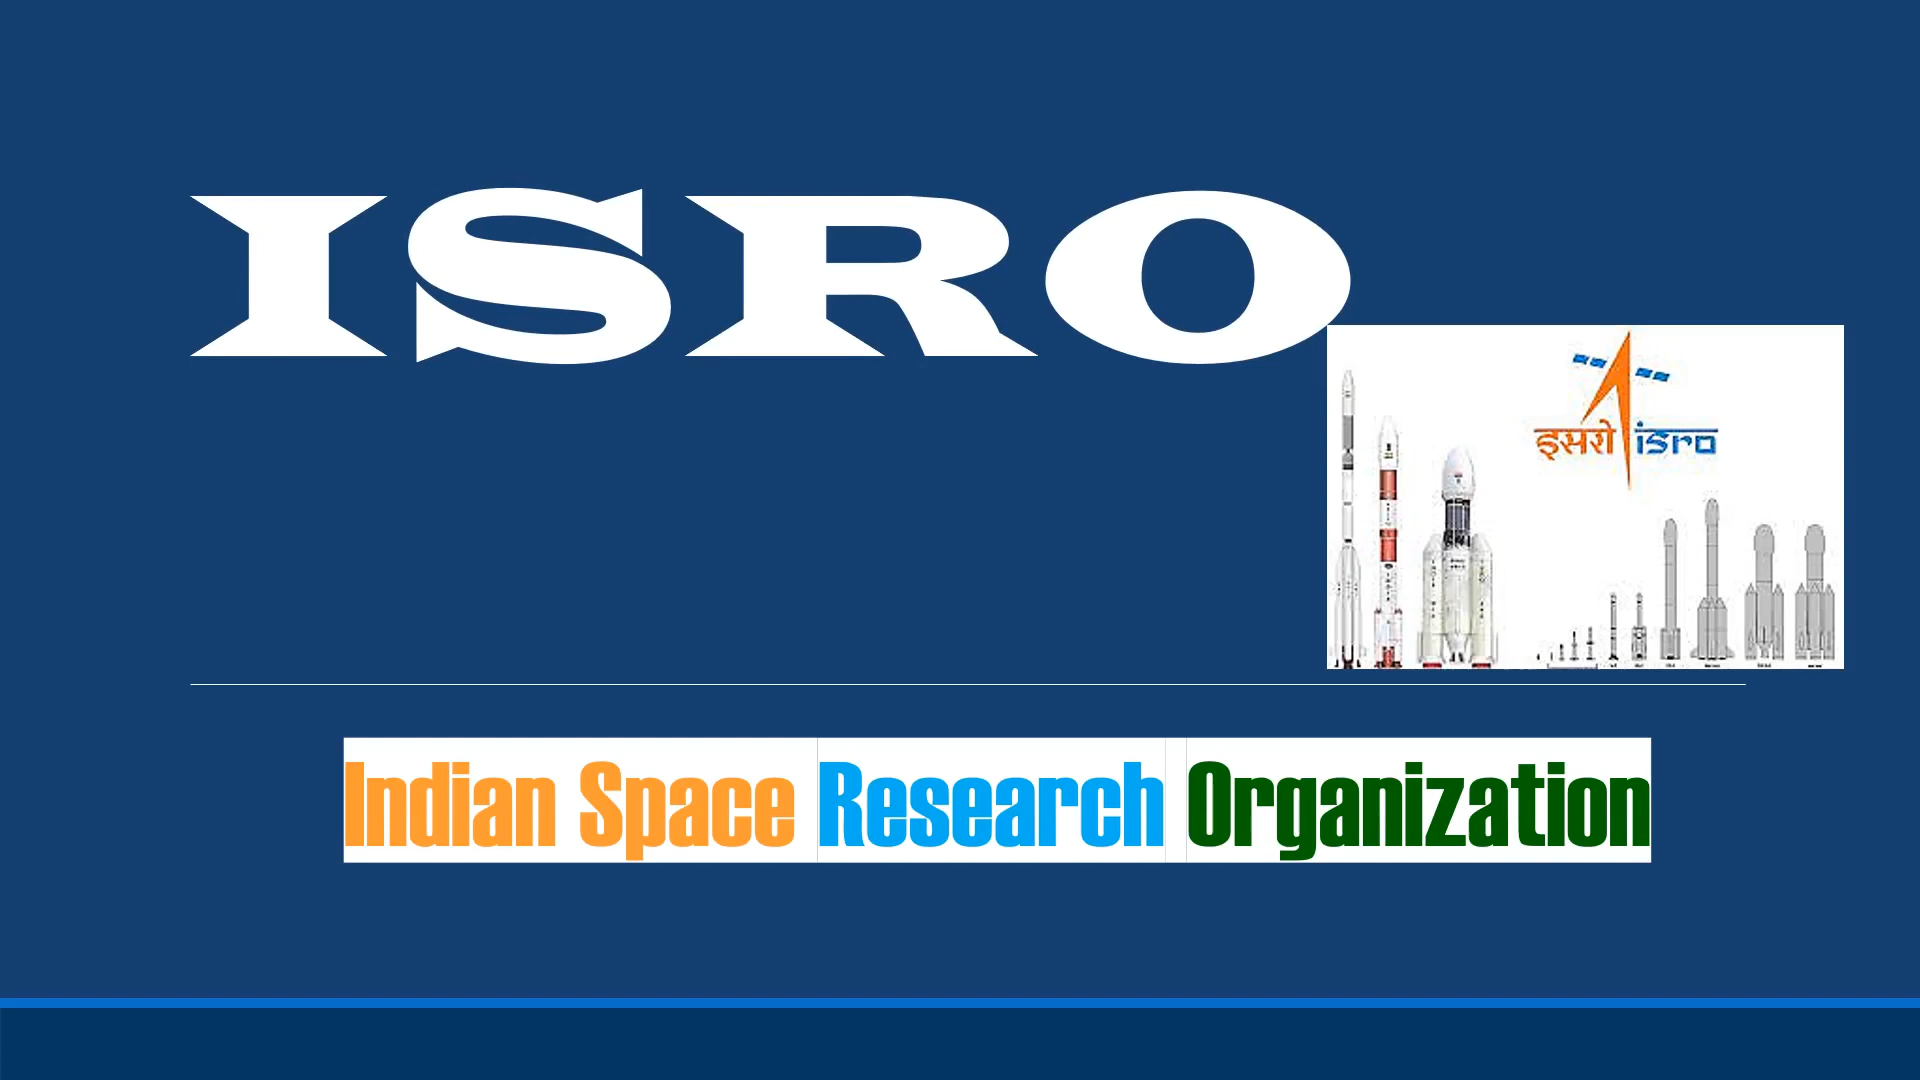 ISRO
इसरो isro
Indian Space Research Organization